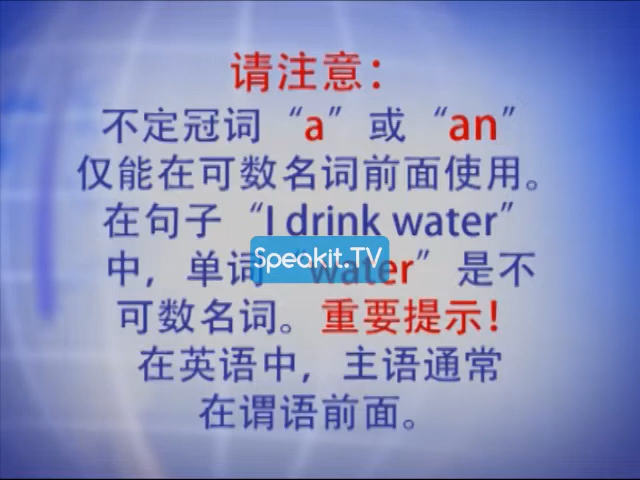 请注意：
不定冠词“a”或“an”
仅能在可数名词前面使用。
在句子“I drink water”
中，单词“water”是不
可数名词。重要提示！
在英语中，主语通常
在谓语前面。
Speakit.TV